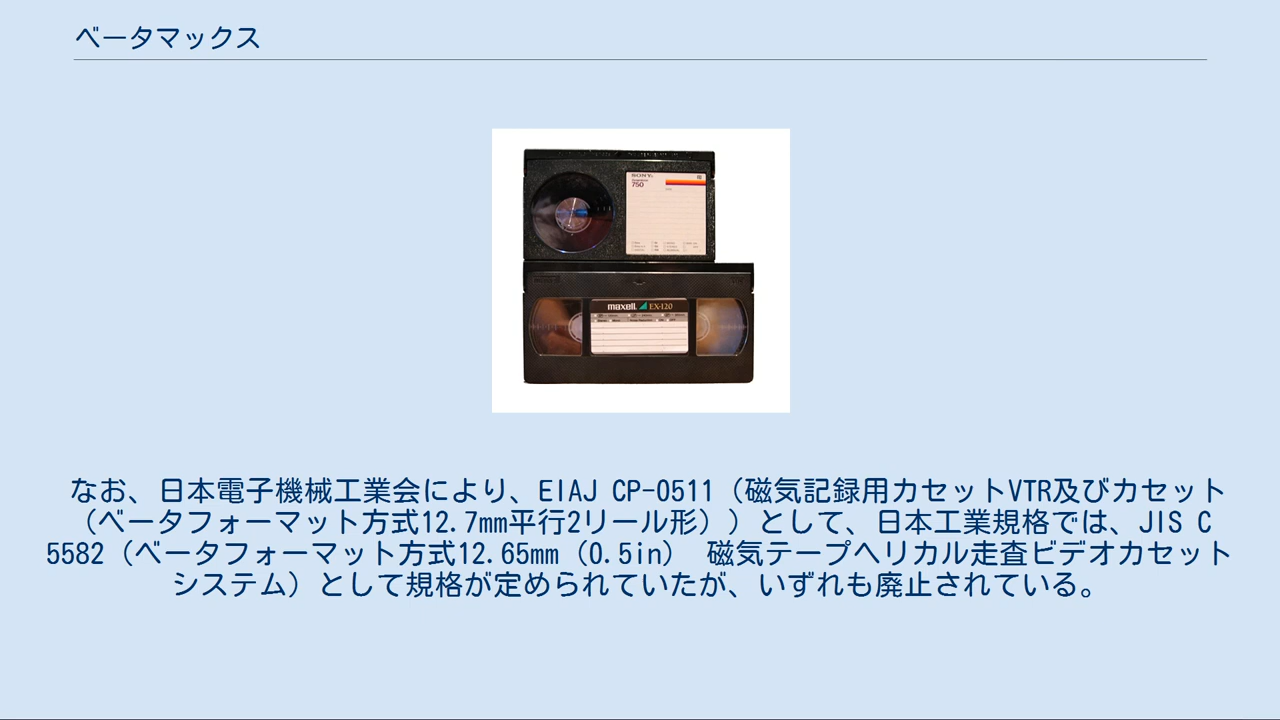 ベータマックス
SONY
750
maxell EX-120
なお、日本電子機械工業会により、EIAJ CP-0511（磁気記録用カセットVTR及びカセット
（ベータフォーマット方式12.7mm平行2リール形））として、日本工業規格では、JIS C
5582（ベータフォーマット方式12.65mm（0.5in） 磁気テープヘリカル走査ビデオカセット
システム）として規格が定められていたが、いずれも廃止されている。